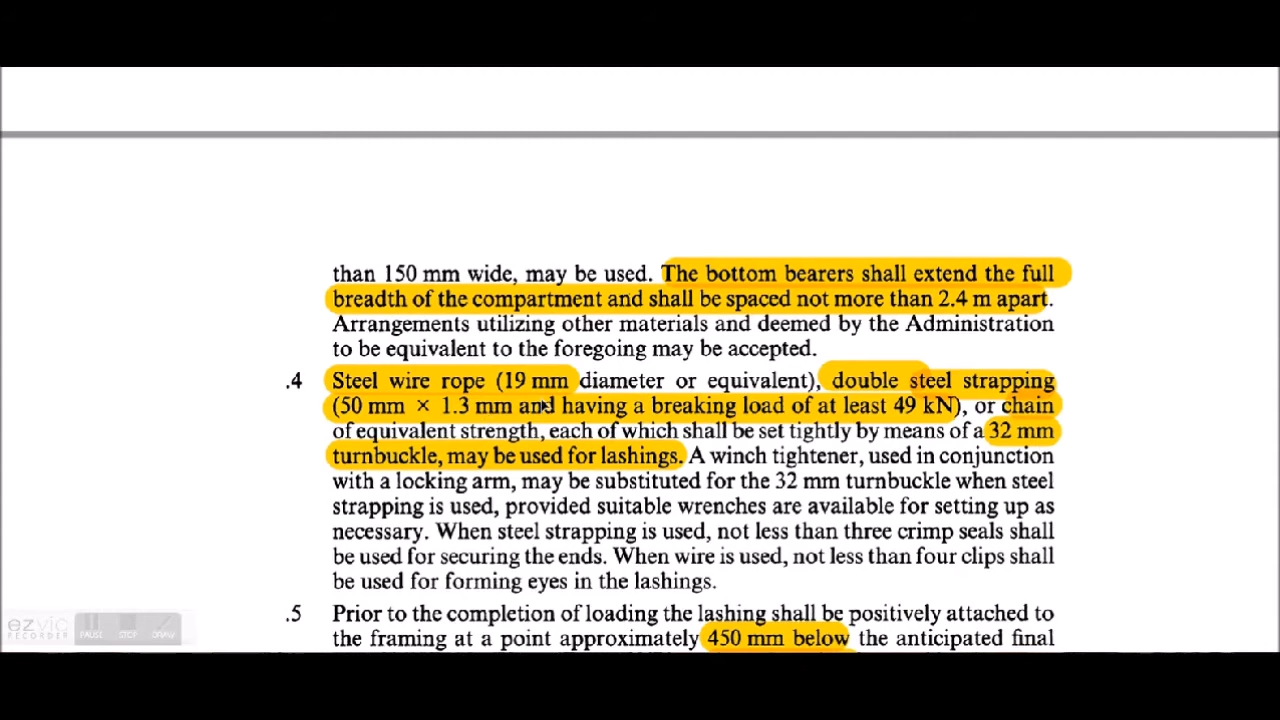 than 150 mm wide, may be used. The bottom bearers shall extend the full
breadth of the compartment and shall be spaced not more than 2.4 m apart.
Arrangements utilizing other materials and deemed by the Administration
to be equivalent to the foregoing may be accepted.
.4 Steel wire rope (19 mm diameter or equivalent), double steel strapping
(50 mm × 1.3 mm and having a breaking load of at least 49 kN), or chain
of equivalent strength, each of which shall be set tightly by means of a 32 mm
turnbuckle, may be used for lashings. A winch tightener, used in conjunction
with a locking arm, may be substituted for the 32 mm turnbuckle when steel
strapping is used, provided suitable wrenches are available for setting up as
necessary. When steel strapping is used, not less than three crimp seals shall
be used for securing the ends. When wire is used, not less than four clips shall
be used for forming eyes in the lashings.
.5 Prior to the completion of loading the lashing shall be positively attached to
the framing at a point approximately 450 mm below the anticipated final
ezvid
RECORDER
PAUSE STOP DRAW